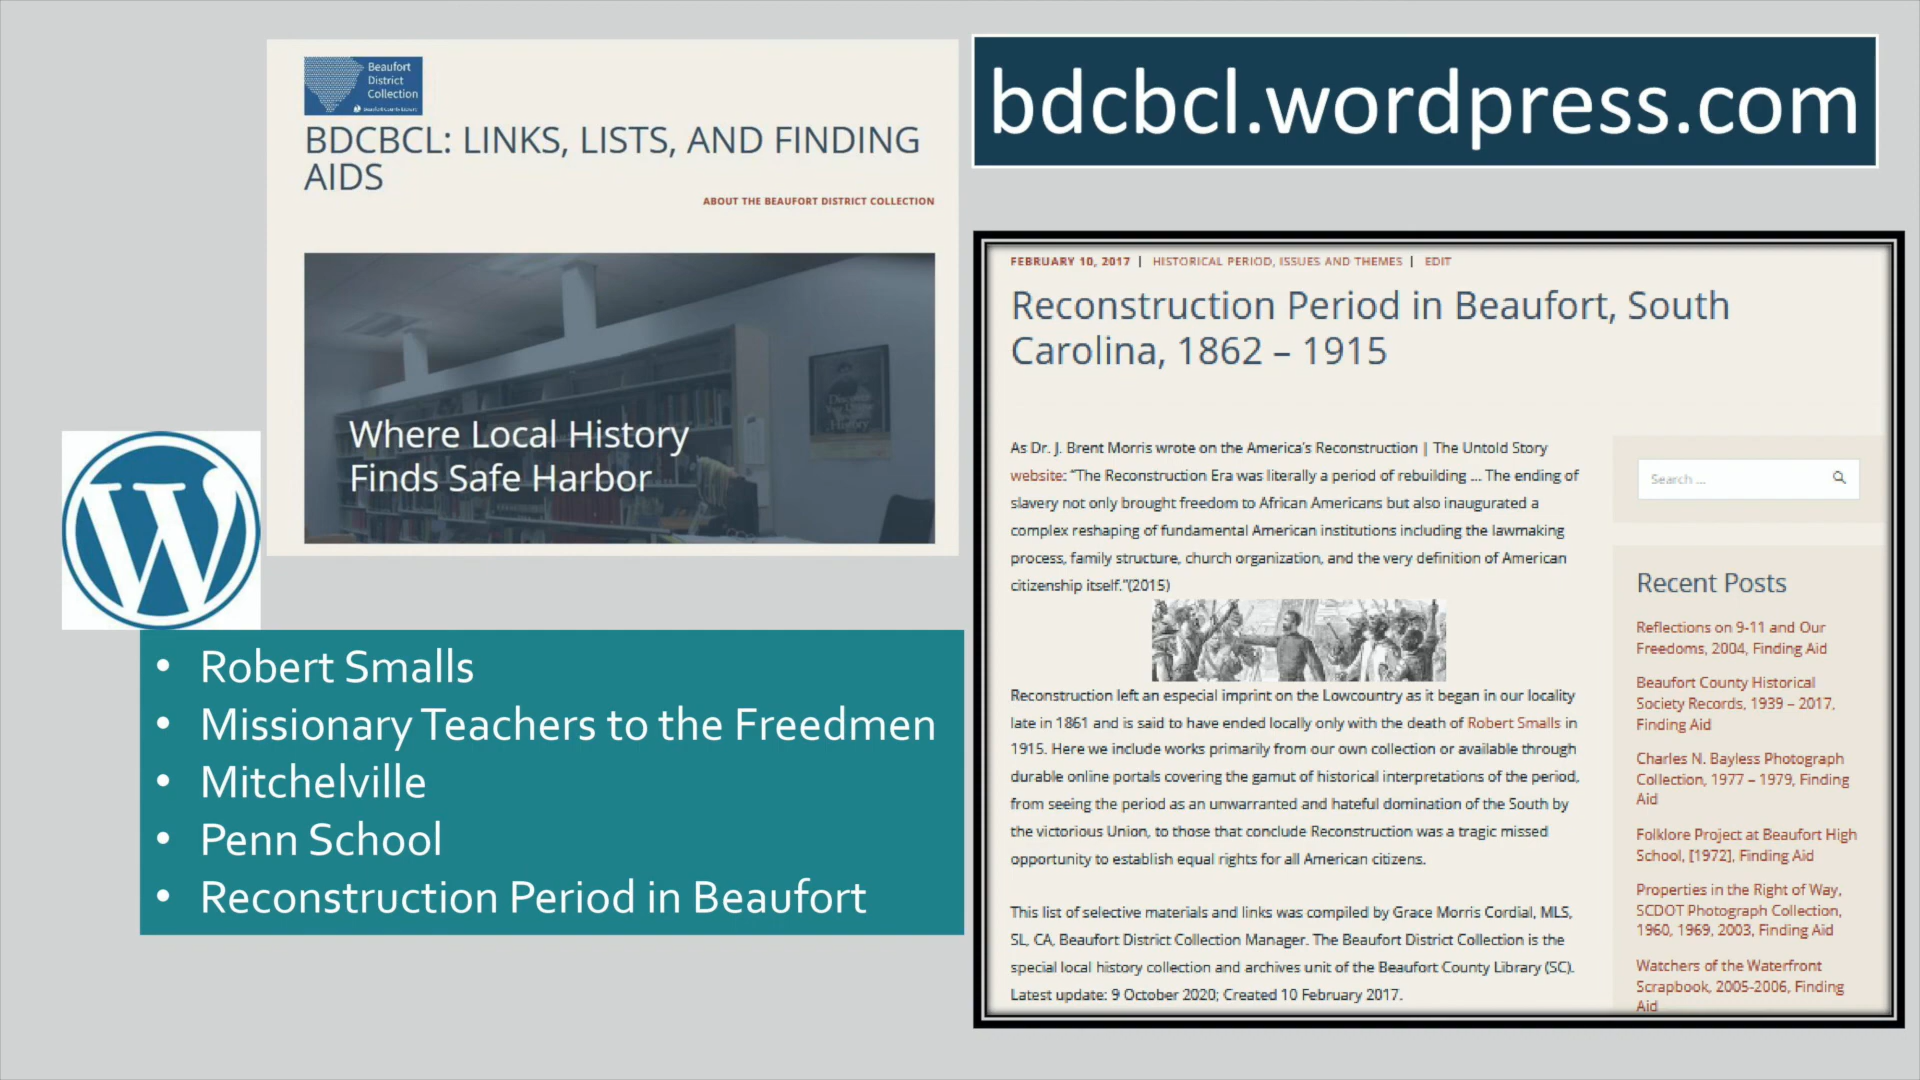 Beaufort
District
Collection
BDCBCL: LINKS, LISTS, AND FINDING
AIDS
ABOUT THE BEAUFORT DISTRICT COLLECTION
Where Local History
Finds Safe Harbor
• Robert Smalls
• Missionary Teachers to the Freedmen
• Mitchelville
• Penn School
• Reconstruction Period in Beaufort
bdcbcl.wordpress.com
FEBRUARY 10, 2017 | HISTORICAL PERIOD, ISSUES AND THEMES | EDIT
Reconstruction Period in Beaufort, South
Carolina, 1862 – 1915
As Dr. J. Brent Morris wrote on the America's Reconstruction | The Untold Story
website: "The Reconstruction Era was literally a period of rebuilding ... The ending of
slavery not only brought freedom to African Americans but also inaugurated a
complex reshaping of fundamental American institutions including the lawmaking
process, family structure, church organization, and the very definition of American
citizenship itself."(2015)
Reconstruction left an especial imprint on the Lowcountry as it began in our locality
late in 1861 and is said to have ended locally only with the death of Robert Smalls in
1915. Here we include works primarily from our own collection or available through
durable online portals covering the gamut of historical interpretations of the period,
from seeing the period as an unwarranted and hateful domination of the South by
the victorious Union, to those that conclude Reconstruction was a tragic missed
opportunity to establish equal rights for all American citizens.
This list of selective materials and links was compiled by Grace Morris Cordial, MLS,
SL, CA, Beaufort District Collection Manager. The Beaufort District Collection is the
special local history collection and archives unit of the Beaufort County Library (SC).
Latest update: 9 October 2020; Created 10 February 2017.
Search ...
Recent Posts
Reflections on 9-11 and Our
Freedoms, 2004, Finding Aid
Beaufort County Historical
Society Records, 1939 – 2017,
Finding Aid
Charles N. Bayless Photograph
Collection, 1977 – 1979, Finding
Aid
Folklore Project at Beaufort High
School, [1972], Finding Aid
Properties in the Right of Way,
SCDOT Photograph Collection,
1960, 1969, 2003, Finding Aid
Watchers of the Waterfront
Scrapbook, 2005-2006, Finding
Aid